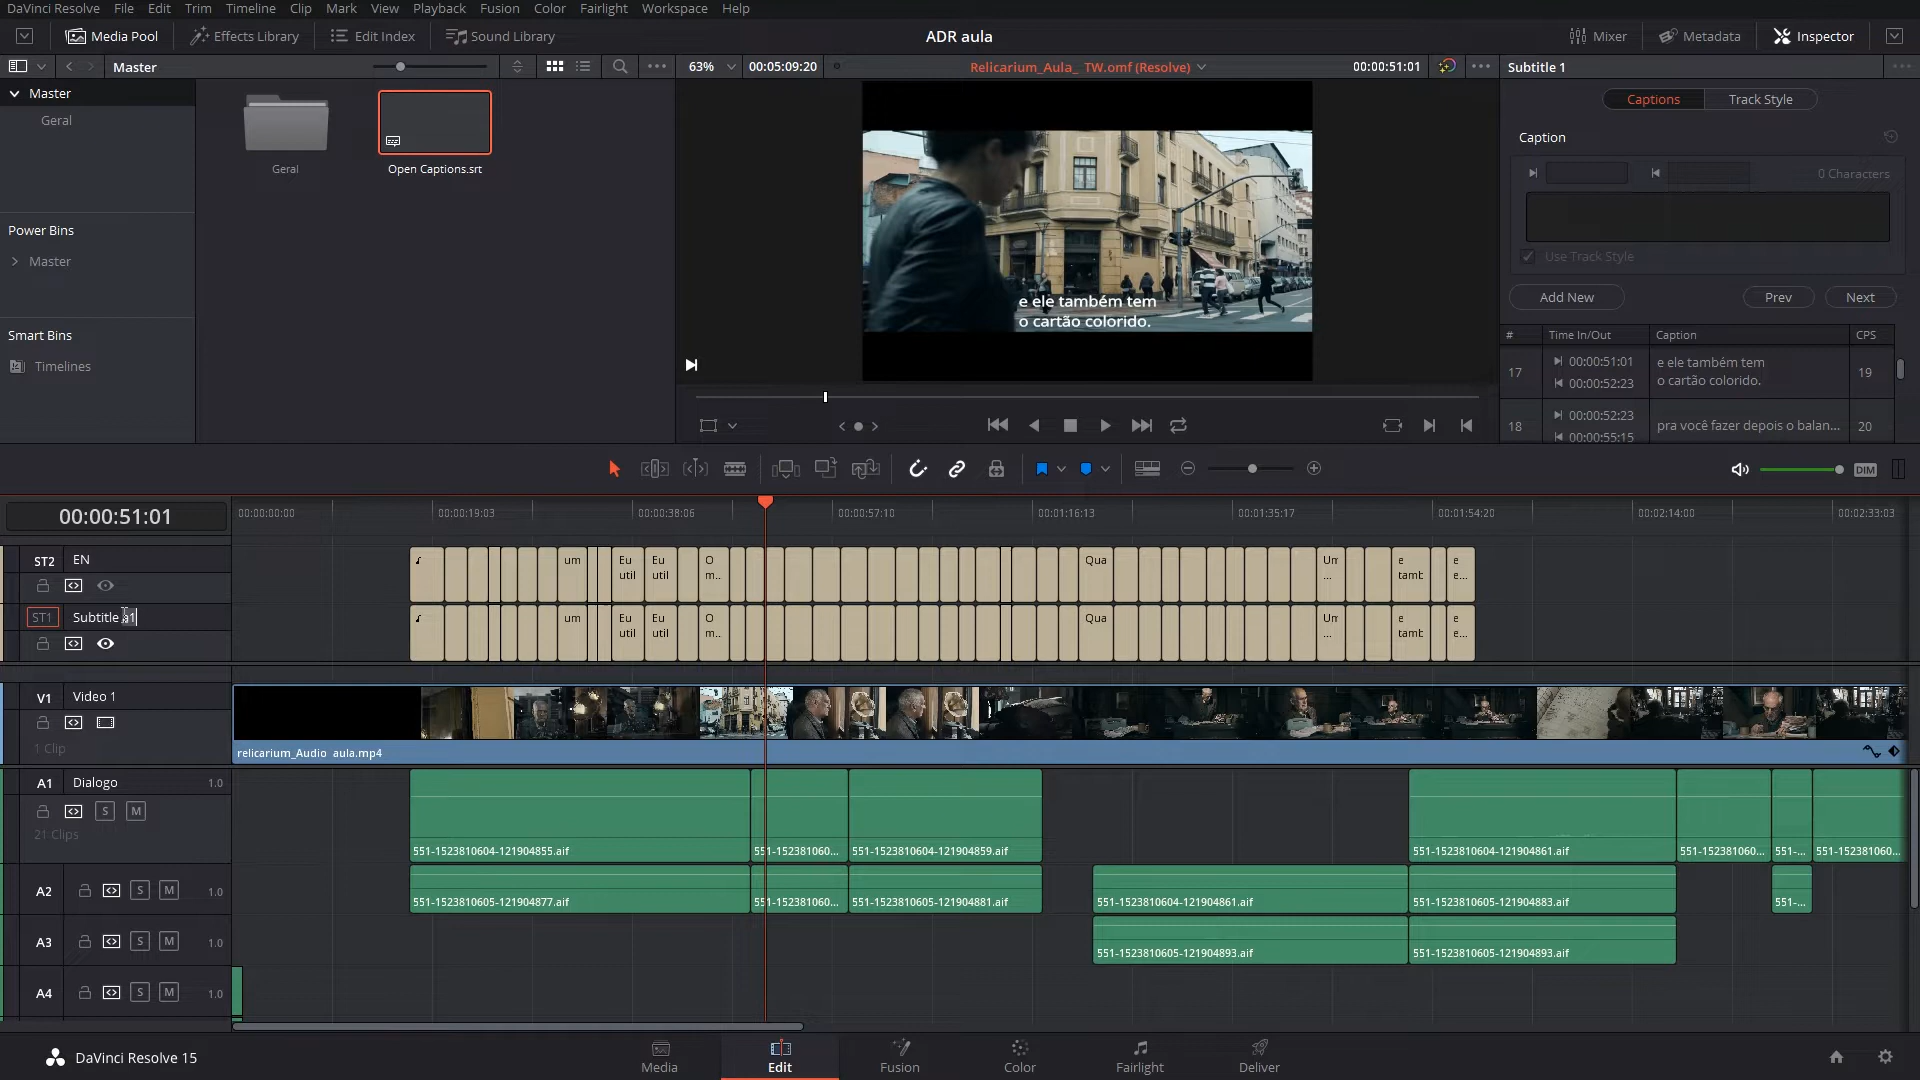 DaVinci Resolve File Edit Trim Timeline Clip Mark View Playback Fusion Color Fairlight Workspace Help
Media Pool Effects Library Edit Index Sound Library ADR aula Mixer Metadata Inspector
Master 63% 00:05:09:20 Relicarium_Aula_ TW.omf (Resolve) 00:00:51:01 Subtitle 1
Master
Geral
Power Bins
Master
Smart Bins
Timelines
Geral
Open Captions.srt
e ele também tem
o cartão colorido.
Captions Track Style
Caption
0 Characters
Use Track Style
Add New Prev Next
# Time In/Out Caption CPS
17 00:00:51:01 e ele também tem 19
00:00:52:23 o cartão colorido.
18 00:00:52:23 pra você fazer depois o balan... 20
00:00:55:15
DIM
00:00:51:01
00:00:00:00 00:00:19:03 00:00:38:06 00:00:57:10 00:01:16:13 00:01:35:17 00:01:54:20 00:02:14:00 00:02:33:03
ST2 EN
um Eu Eu O Qua Um e e
util util m.. ... tamb e...
ST1 Subtitle a1
um Eu Eu O Qua Um e e
util util m.. ... tamb e...
V1 Video 1
1 Clip
relicarium_Audio aula.mp4
A1 Dialogo 1.0
S M
21 Clips
551-1523810604-121904855.aif 551-152381060... 551-1523810604-121904859.aif 551-1523810604-121904861.aif 551-152381060... 551-... 551-152381060...
A2 S M 1.0
551-1523810605-121904877.aif 551-152381060... 551-1523810605-121904881.aif 551-1523810604-121904861.aif 551-1523810605-121904883.aif 551-...
A3 S M 1.0
551-1523810605-121904893.aif 551-1523810605-121904893.aif
A4 S M 1.0
DaVinci Resolve 15
Media Edit Fusion Color Fairlight Deliver